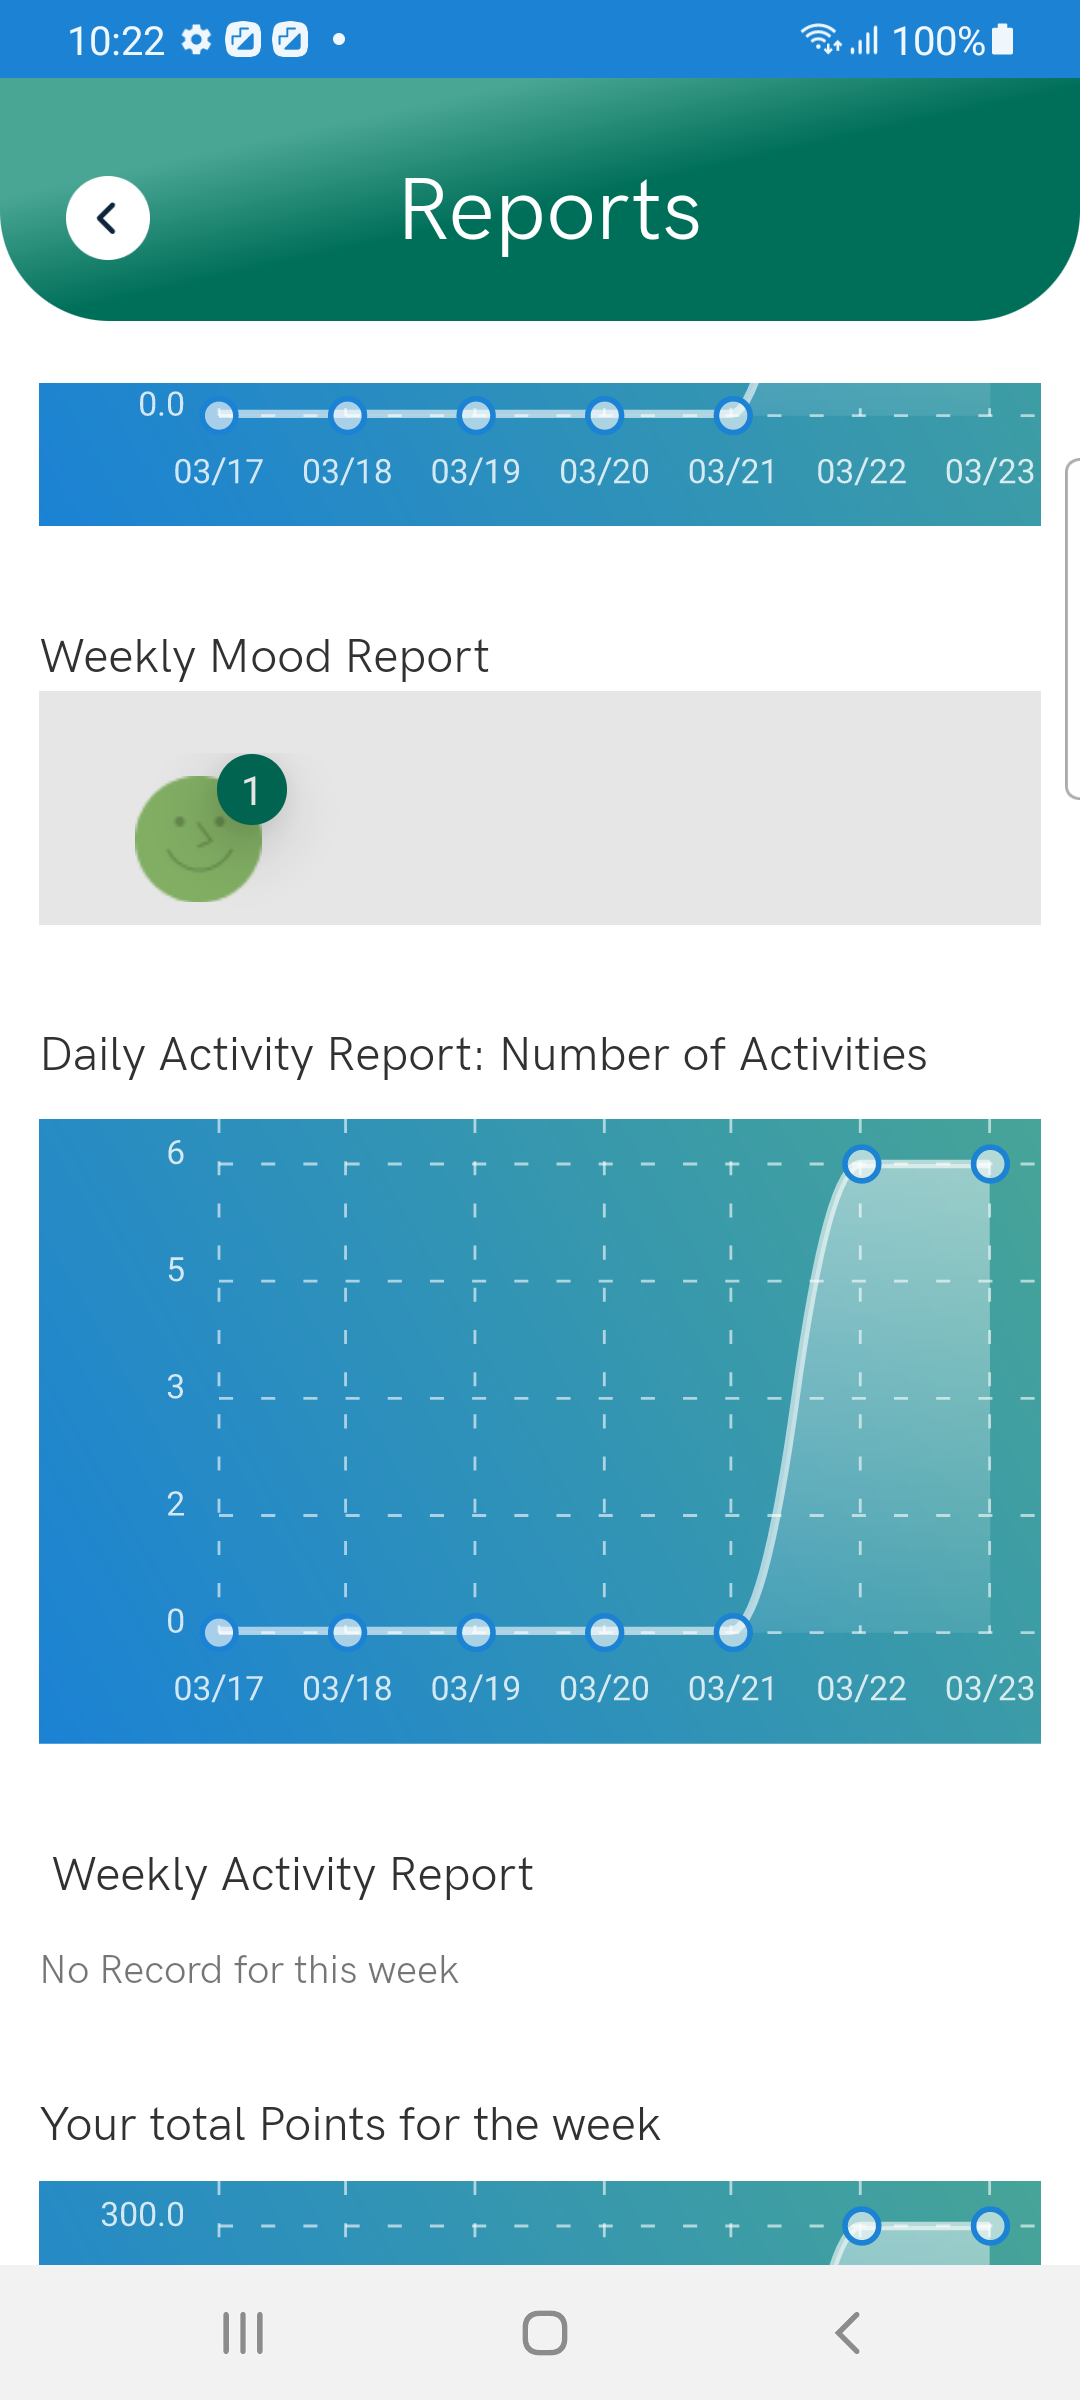 10:22 100%
Reports
0.0
03/17 03/18 03/19 03/20 03/21 03/22 03/23
Weekly Mood Report
1
Daily Activity Report: Number of Activities
6
5
3
2
0
03/17 03/18 03/19 03/20 03/21 03/22 03/23
Weekly Activity Report
No Record for this week
Your total Points for the week
300.0